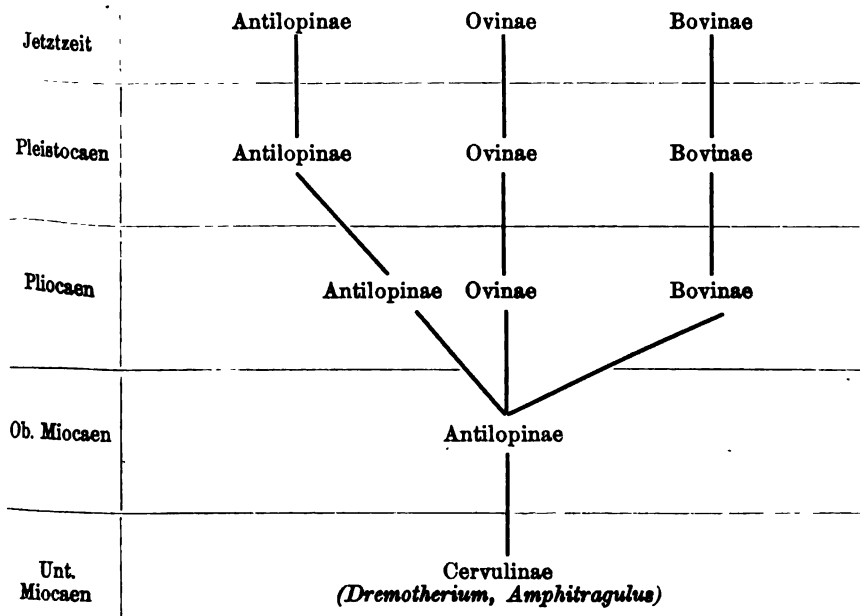 Jetztzeit Antilopinae Ovinae Bovinae
Pleistocaen Antilopinae Ovinae Bovinae
Pliocaen Antilopinae Ovinae Bovinae
Ob. Miocaen Antilopinae
Unt. Miocaen Cervulinae
(Dremotherium, Amphitragulus)